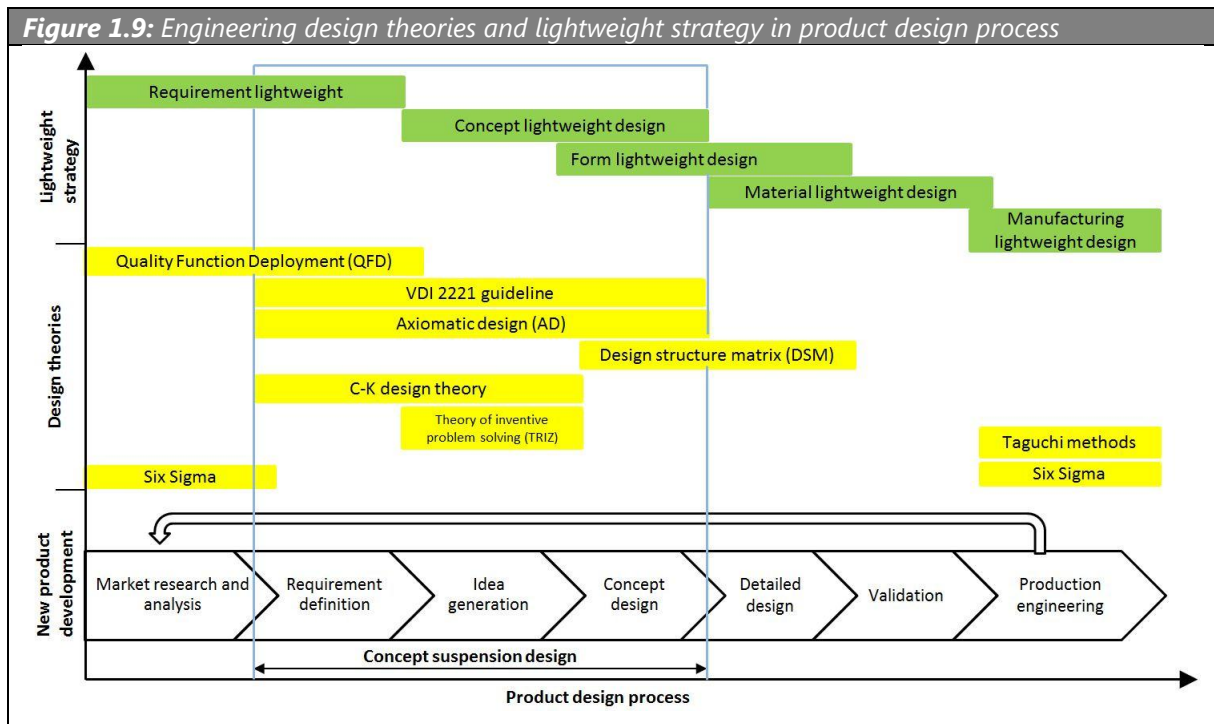 Figure 1.9: Engineering design theories and lightweight strategy in product design process
Lightweight
strategy
Requirement lightweight
Concept lightweight design
Form lightweight design
Material lightweight design
Manufacturing
lightweight design
Design theories
Quality Function Deployment (QFD)
VDI 2221 guideline
Axiomatic design (AD)
Design structure matrix (DSM)
C-K design theory
Theory of inventive
problem solving (TRIZ)
Taguchi methods
Six Sigma
Six Sigma
New product
development
Market research and
analysis
Requirement
definition
Idea
generation
Concept
design
Detailed
design
Validation
Production
engineering
Concept suspension design
Product design process